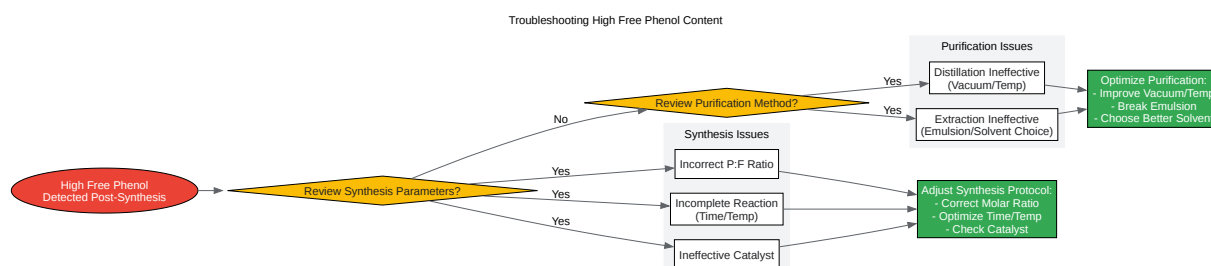 Troubleshooting High Free Phenol Content
High Free Phenol
Detected Post-Synthesis
Review Synthesis Parameters?
No
Yes
Yes
Yes
Review Purification Method?
Yes
Yes
Purification Issues
Distillation Ineffective
(Vacuum/Temp)
Extraction Ineffective
(Emulsion/Solvent Choice)
Optimize Purification:
- Improve Vacuum/Temp
- Break Emulsion
- Choose Better Solvent
Synthesis Issues
Incorrect P:F Ratio
Incomplete Reaction
(Time/Temp)
Ineffective Catalyst
Adjust Synthesis Protocol:
- Correct Molar Ratio
- Optimize Time/Temp
- Check Catalyst